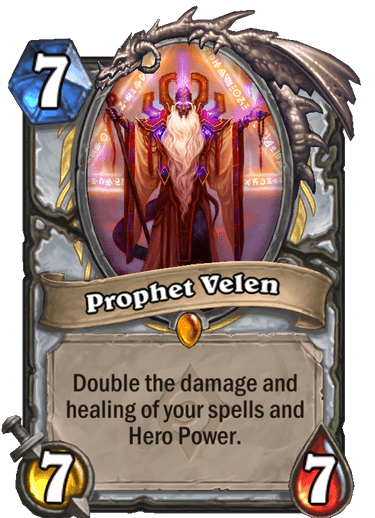 7
Prophet Velen
Double the damage and
healing of your spells and
Hero Power.
7
7